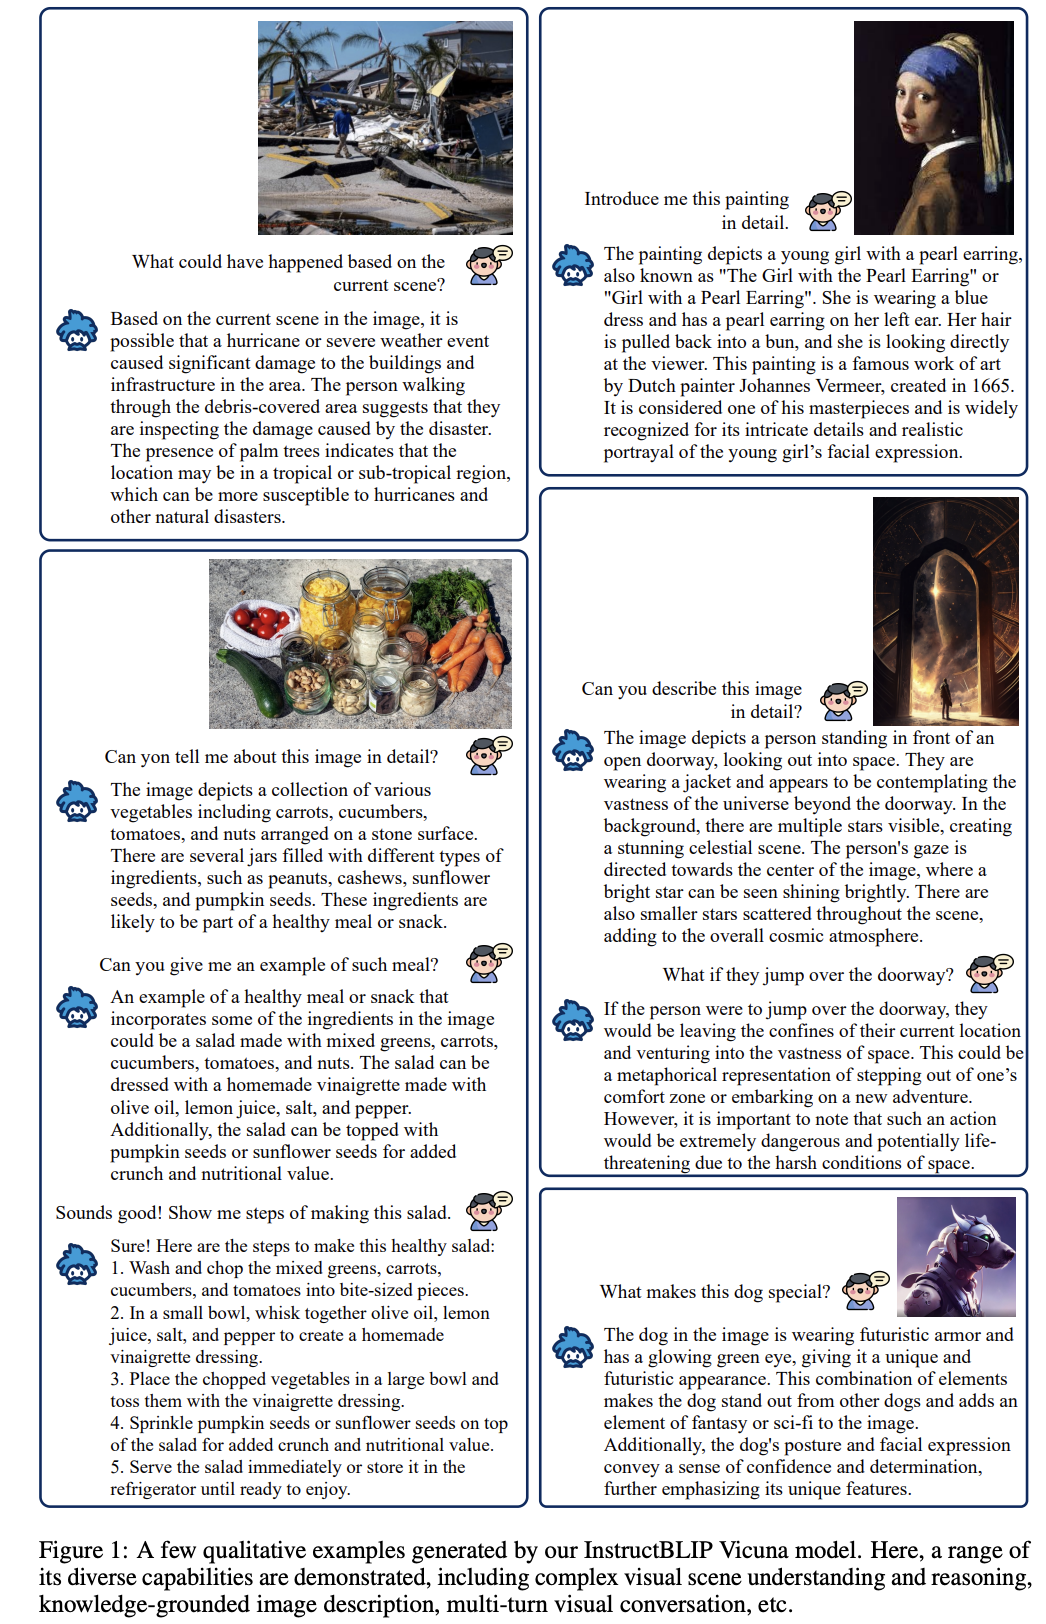 What could have happened based on the
current scene?
Based on the current scene in the image, it is
possible that a hurricane or severe weather event
caused significant damage to the buildings and
infrastructure in the area. The person walking
through the debris-covered area suggests that they
are inspecting the damage caused by the disaster.
The presence of palm trees indicates that the
location may be in a tropical or sub-tropical region,
which can be more susceptible to hurricanes and
other natural disasters.
Can yon tell me about this image in detail?
The image depicts a collection of various
vegetables including carrots, cucumbers,
tomatoes, and nuts arranged on a stone surface.
There are several jars filled with different types of
ingredients, such as peanuts, cashews, sunflower
seeds, and pumpkin seeds. These ingredients are
likely to be part of a healthy meal or snack.
Can you give me an example of such meal?
An example of a healthy meal or snack that
incorporates some of the ingredients in the image
could be a salad made with mixed greens, carrots,
cucumbers, tomatoes, and nuts. The salad can be
dressed with a homemade vinaigrette made with
olive oil, lemon juice, salt, and pepper.
Additionally, the salad can be topped with
pumpkin seeds or sunflower seeds for added
crunch and nutritional value.
Sounds good! Show me steps of making this salad.
Sure! Here are the steps to make this healthy salad:
1. Wash and chop the mixed greens, carrots,
cucumbers, and tomatoes into bite-sized pieces.
2. In a small bowl, whisk together olive oil, lemon
juice, salt, and pepper to create a homemade
vinaigrette dressing.
3. Place the chopped vegetables in a large bowl and
toss them with the vinaigrette dressing.
4. Sprinkle pumpkin seeds or sunflower seeds on top
of the salad for added crunch and nutritional value.
5. Serve the salad immediately or store it in the
refrigerator until ready to enjoy.
Introduce me this painting
in detail.
The painting depicts a young girl with a pearl earring,
also known as "The Girl with the Pearl Earring" or
"Girl with a Pearl Earring". She is wearing a blue
dress and has a pearl earring on her left ear. Her hair
is pulled back into a bun, and she is looking directly
at the viewer. This painting is a famous work of art
by Dutch painter Johannes Vermeer, created in 1665.
It is considered one of his masterpieces and is widely
recognized for its intricate details and realistic
portrayal of the young girl’s facial expression.
Can you describe this image
in detail?
The image depicts a person standing in front of an
open doorway, looking out into space. They are
wearing a jacket and appears to be contemplating the
vastness of the universe beyond the doorway. In the
background, there are multiple stars visible, creating
a stunning celestial scene. The person's gaze is
directed towards the center of the image, where a
bright star can be seen shining brightly. There are
also smaller stars scattered throughout the scene,
adding to the overall cosmic atmosphere.
What if they jump over the doorway?
If the person were to jump over the doorway, they
would be leaving the confines of their current location
and venturing into the vastness of space. This could be
a metaphorical representation of stepping out of one’s
comfort zone or embarking on a new adventure.
However, it is important to note that such an action
would be extremely dangerous and potentially life-
threatening due to the harsh conditions of space.
What makes this dog special?
The dog in the image is wearing futuristic armor and
has a glowing green eye, giving it a unique and
futuristic appearance. This combination of elements
makes the dog stand out from other dogs and adds an
element of fantasy or sci-fi to the image.
Additionally, the dog's posture and facial expression
convey a sense of confidence and determination,
further emphasizing its unique features.
Figure 1: A few qualitative examples generated by our InstructBLIP Vicuna model. Here, a range of
its diverse capabilities are demonstrated, including complex visual scene understanding and reasoning,
knowledge-grounded image description, multi-turn visual conversation, etc.